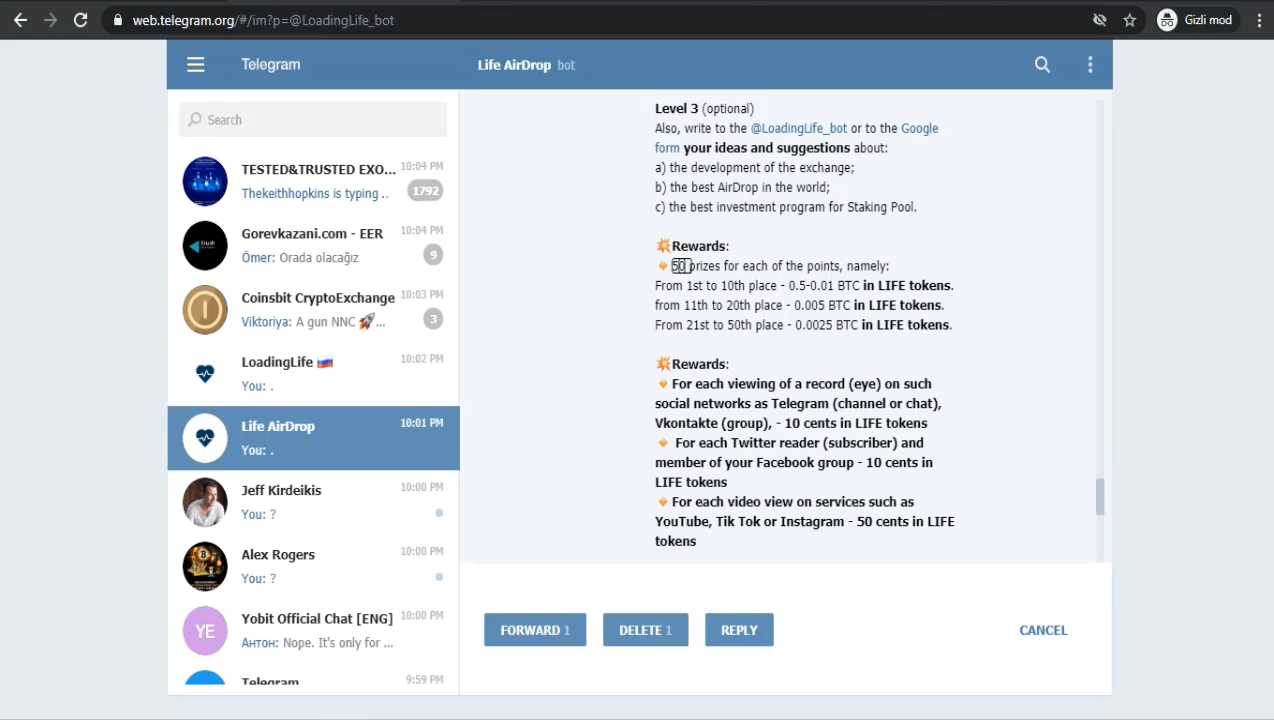 web.telegram.org/#/im?p=@LoadingLife_bot
Gizli mod
Telegram
Life AirDrop bot
Search
TESTED&TRUSTED EXO... 10:04 PM
Thekeithhopkins is typing .. 1792
Gorevkazani.com - EER 10:04 PM
Ömer: Orada olacağız 9
Coinsbit CryptoExchange 10:03 PM
Viktoriya: A gun NNC 🚀... 3
LoadingLife 🇷🇺 10:02 PM
You: .
Life AirDrop 10:01 PM
You: .
Jeff Kirdeikis 10:00 PM
You: ?
Alex Rogers 10:00 PM
You: ?
YE
Yobit Official Chat [ENG] 10:00 PM
Антон: Nope. It's only for ...
Telegram 9:59 PM
Level 3 (optional)
Also, write to the @LoadingLife_bot or to the Google
form your ideas and suggestions about:
a) the development of the exchange;
b) the best AirDrop in the world;
c) the best investment program for Staking Pool.
💥Rewards:
🔸50 prizes for each of the points, namely:
From 1st to 10th place - 0.5-0.01 BTC in LIFE tokens.
from 11th to 20th place - 0.005 BTC in LIFE tokens.
From 21st to 50th place - 0.0025 BTC in LIFE tokens.
💥Rewards:
🔸For each viewing of a record (eye) on such
social networks as Telegram (channel or chat),
Vkontakte (group), - 10 cents in LIFE tokens
🔸 For each Twitter reader (subscriber) and
member of your Facebook group - 10 cents in
LIFE tokens
🔸For each video view on services such as
YouTube, Tik Tok or Instagram - 50 cents in LIFE
tokens
FORWARD 1
DELETE 1
REPLY
CANCEL